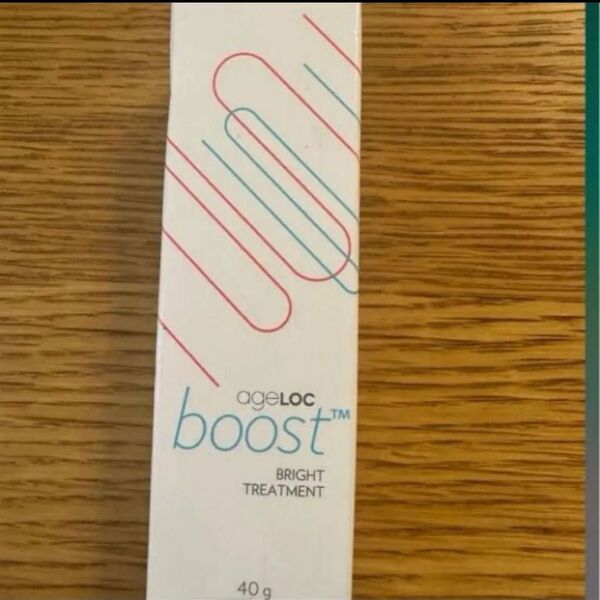 ageLOC
boost™
BRIGHT
TREATMENT
40 g